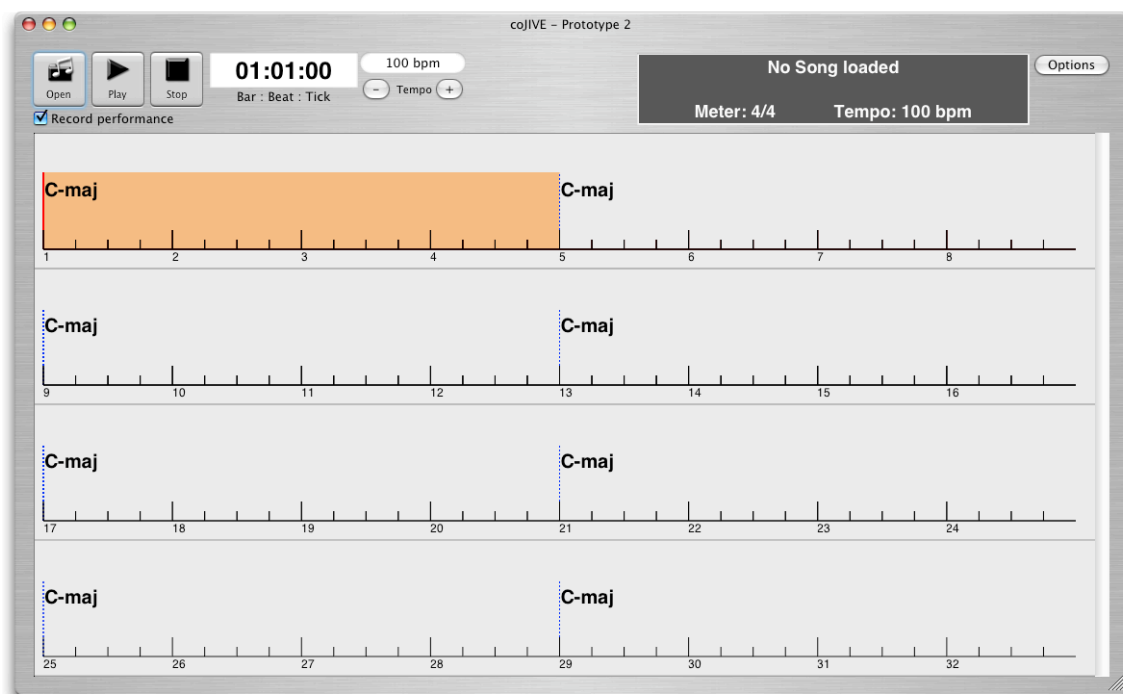 coJIVE – Prototype 2
Open Play Stop
01:01:00
Bar : Beat : Tick
100 bpm
- Tempo +
No Song loaded
Meter: 4/4 Tempo: 100 bpm
Options
Record performance
C-maj C-maj
1 2 3 4 5 6 7 8
C-maj C-maj
9 10 11 12 13 14 15 16
C-maj C-maj
17 18 19 20 21 22 23 24
C-maj C-maj
25 26 27 28 29 30 31 32